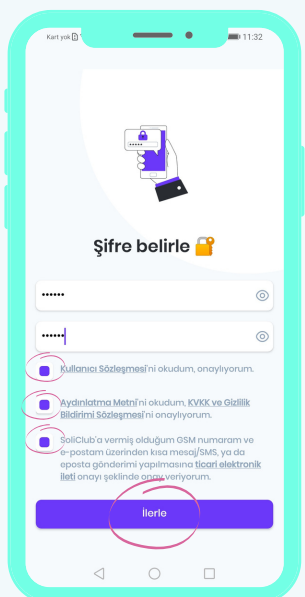 Kart yok
11:32
Şifre belirle
••••••
••••••
Kullanıcı Sözleşmesi'ni okudum, onaylıyorum.
Aydınlatma Metni'ni okudum, KVKK ve Gizlilik
Bildirimi Sözleşmesi'ni onaylıyorum.
SoliClub'a vermiş olduğum GSM numaram ve
e-postam üzerinden kısa mesaj/SMS, ya da
eposta gönderimi yapılmasına ticari elektronik
ileti onayı şeklinde onay veriyorum.
İlerle